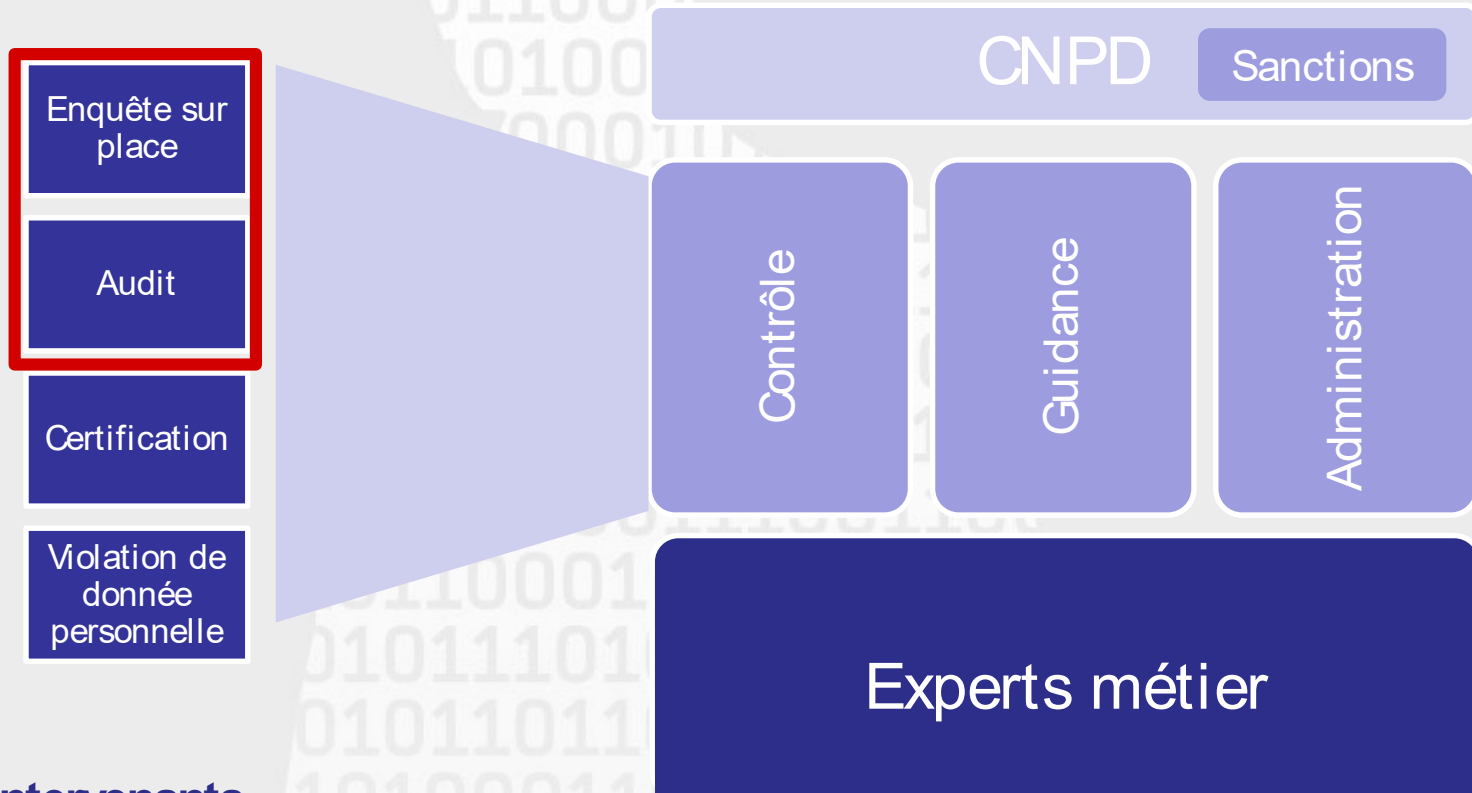 CNPD
Sanctions
Enquête sur
place
Audit
Certification
Violation de
donnée
personnelle
Contrôle
Guidance
Administration
Experts métier